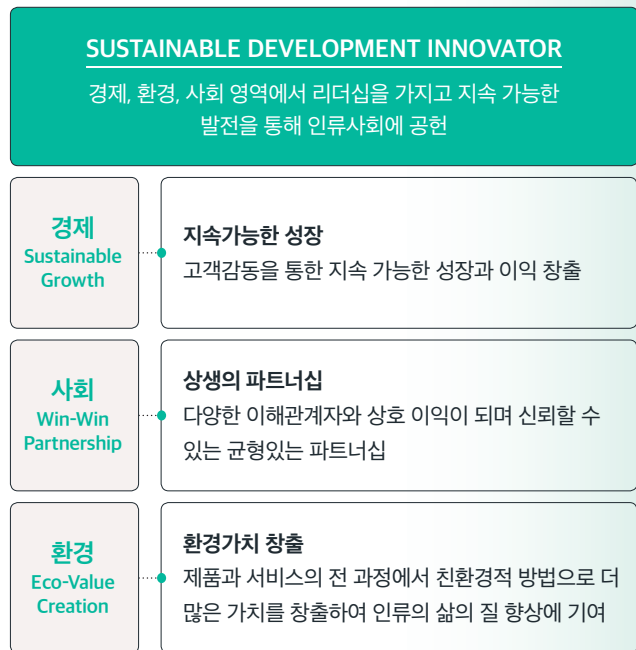 SUSTAINABLE DEVELOPMENT INNOVATOR
경제, 환경, 사회 영역에서 리더십을 가지고 지속 가능한
발전을 통해 인류사회에 공헌
경제
Sustainable
Growth
지속가능한 성장
고객감동을 통한 지속 가능한 성장과 이익 창출
사회
Win-Win
Partnership
상생의 파트너십
다양한 이해관계자와 상호 이익이 되며 신뢰할 수
있는 균형있는 파트너십
환경
Eco-Value
Creation
환경가치 창출
제품과 서비스의 전 과정에서 친환경적 방법으로 더
많은 가치를 창출하여 인류의 삶의 질 향상에 기여